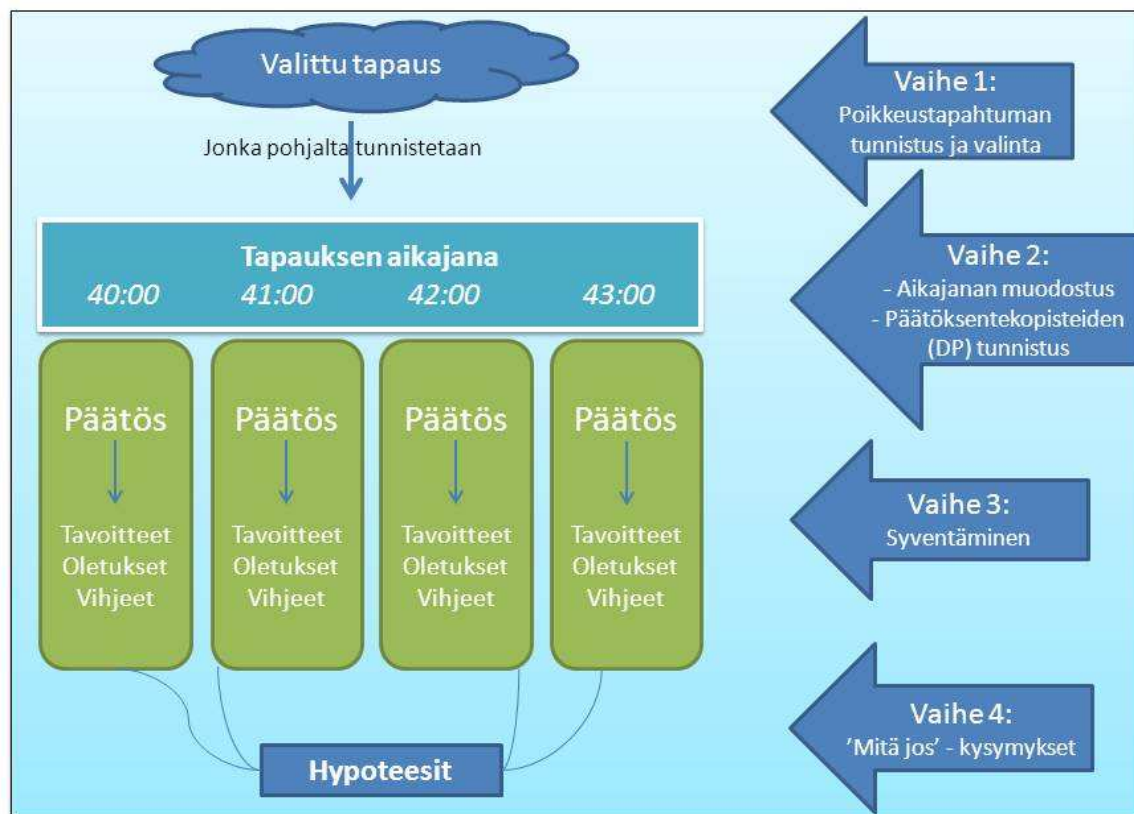 Valittu tapaus
Jonka pohjalta tunnistetaan
Tapauksen aikajana
40:00 41:00 42:00 43:00
Päätös Päätös Päätös Päätös
Tavoitteet Tavoitteet Tavoitteet Tavoitteet
Oletukset Oletukset Oletukset Oletukset
Vihjeet Vihjeet Vihjeet Vihjeet
Hypoteesit
Vaihe 1:
Poikkeustapahtuman
tunnistus ja valinta
Vaihe 2:
- Aikajanan muodostus
- Päätöksentekopisteiden
(DP) tunnistus
Vaihe 3:
Syventäminen
Vaihe 4:
’Mitä jos’ - kysymykset